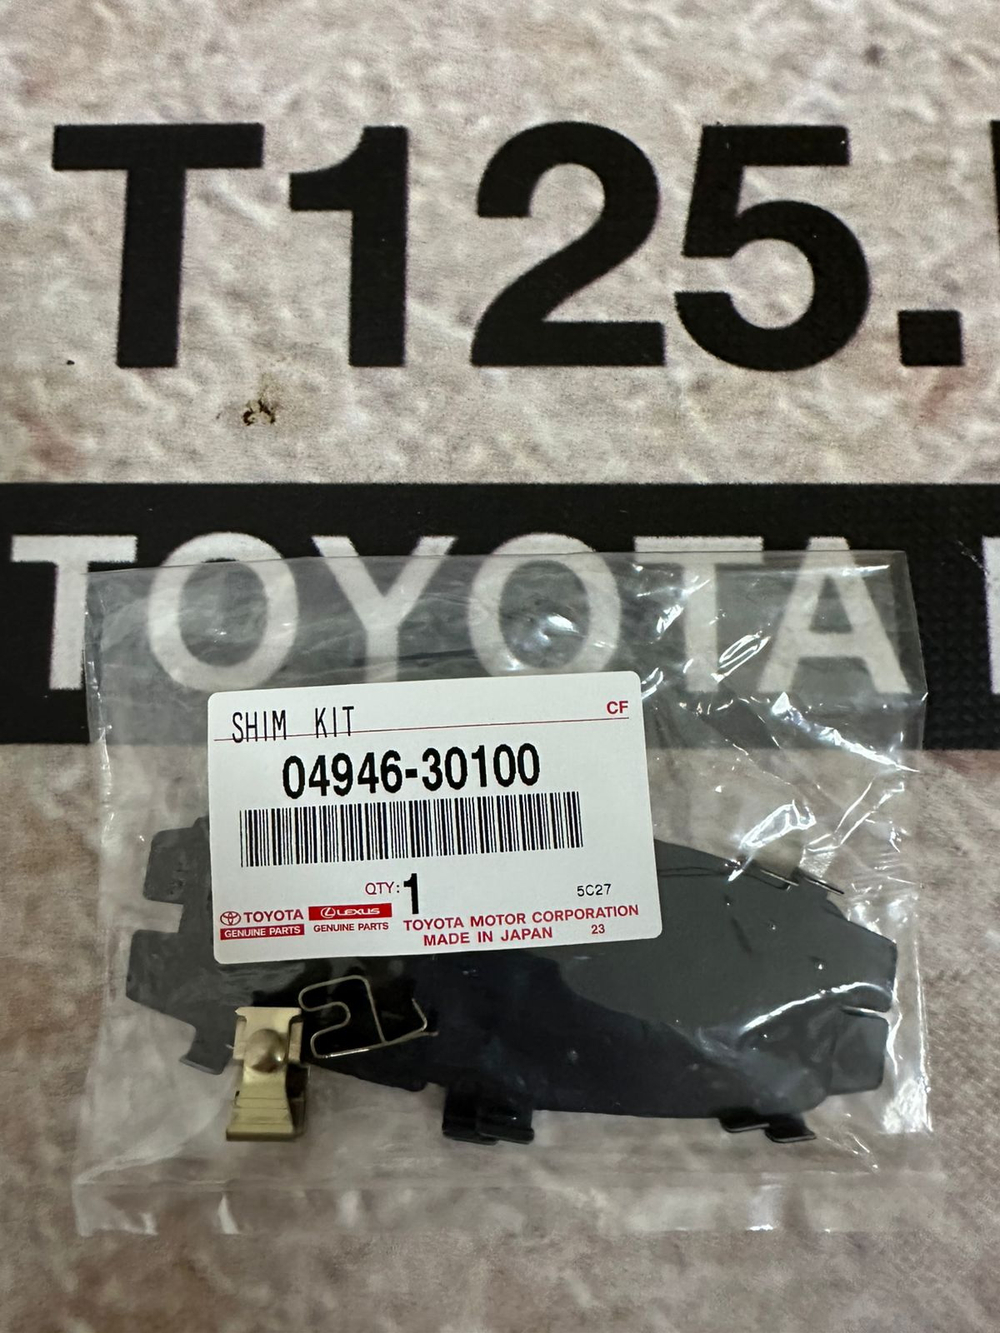 T125.
TOYOTA
SHIM KIT
CF
04946-30100
QTY: 1
5C27
TOYOTA
GENUINE PARTS
LEXUS
GENUINE PARTS
TOYOTA MOTOR CORPORATION
MADE IN JAPAN 23